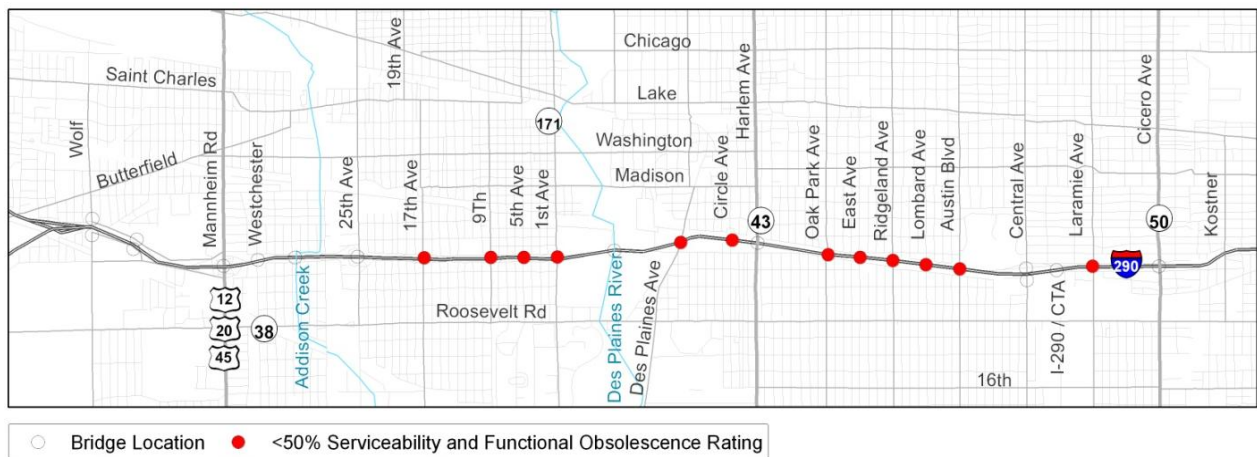 Chicago
Saint Charles
19th Ave
Lake
171
Washington
Madison
Wolf
Butterfield
Mannheim Rd
Westchester
25th Ave
17th Ave
9Th
5th Ave
1st Ave
Circle Ave
Harlem Ave
43
Oak Park Ave
East Ave
Ridgeland Ave
Lombard Ave
Austin Blvd
Central Ave
Laramie Ave
Cicero Ave
50
Kostner
290
12
20
45
38
Addison Creek
Roosevelt Rd
Des Plaines River
Des Plaines Ave
I-290 / CTA
16th
Bridge Location
<50% Serviceability and Functional Obsolescence Rating